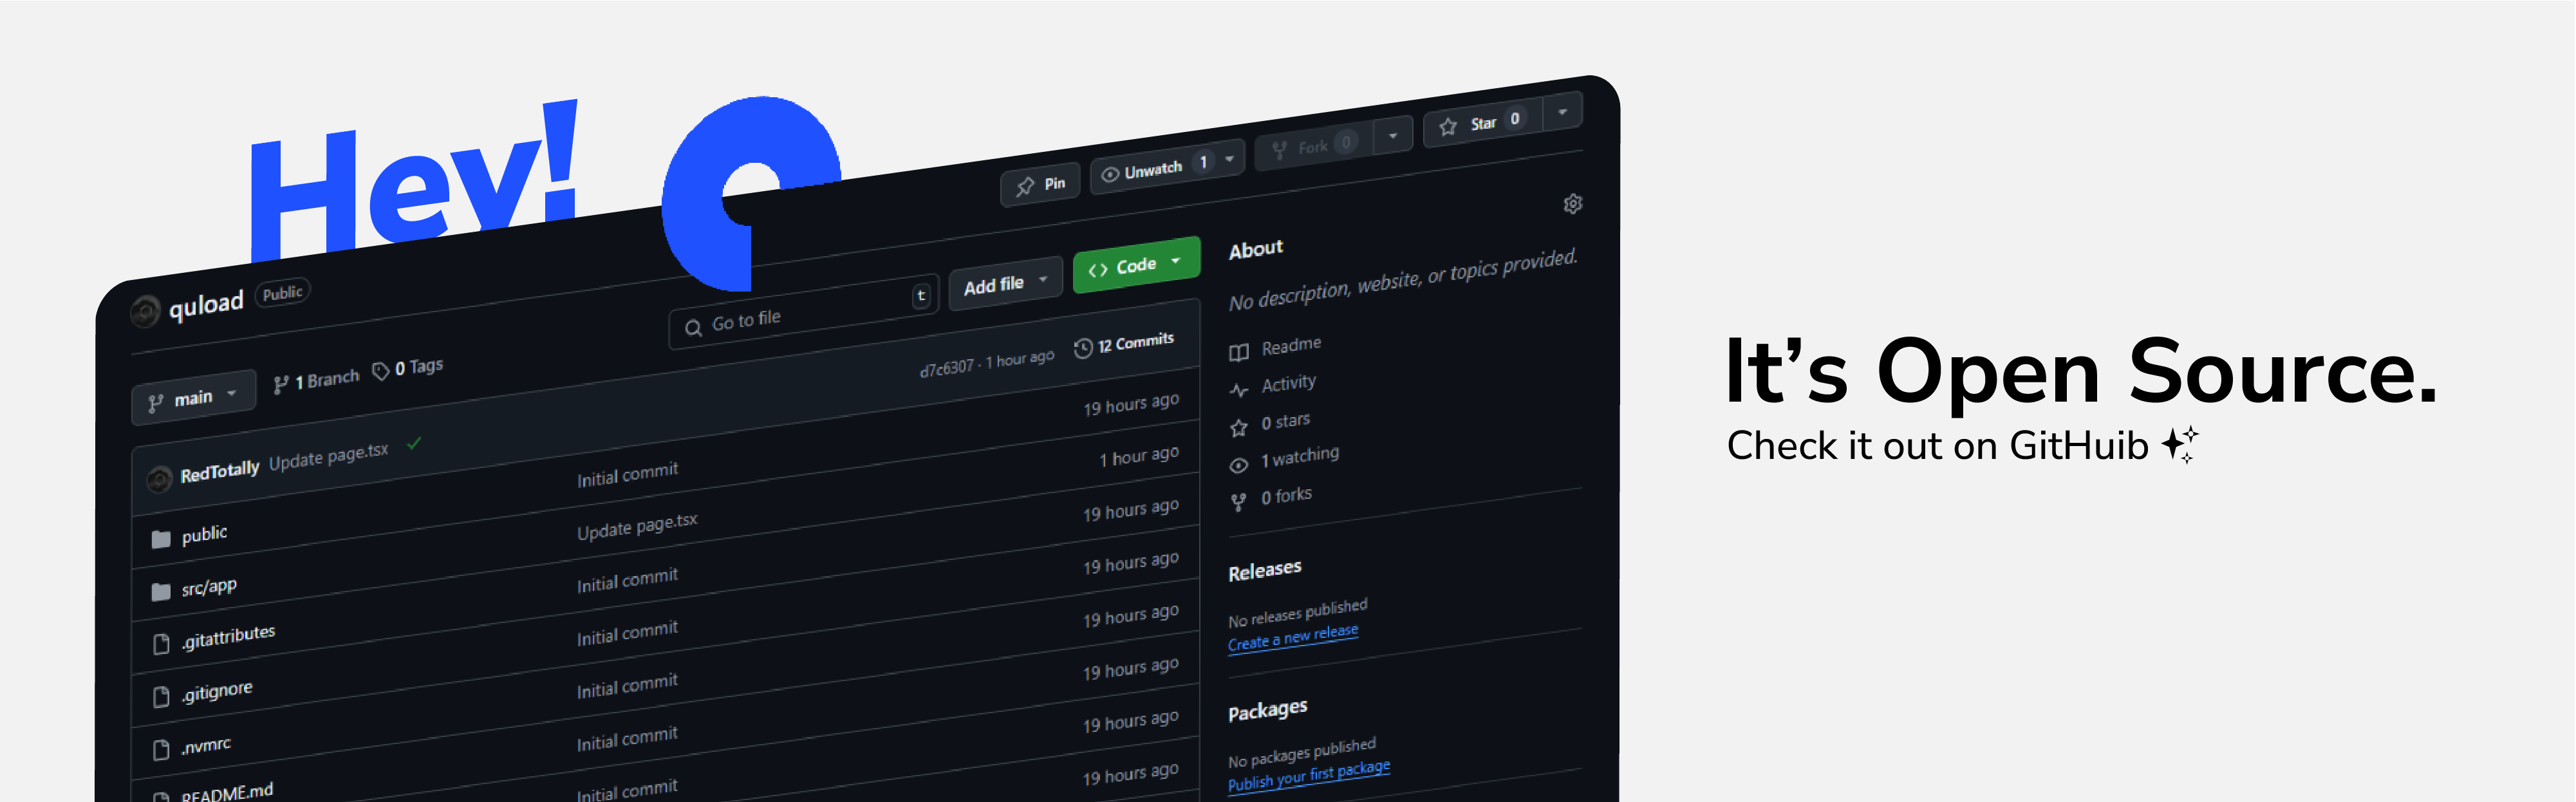 Hey!
quload Public
Pin
Unwatch 1
Fork 0
Star 0
main
1 Branch
0 Tags
Go to file
t
Add file
Code
RedTotally Update page.tsx
d7c6307 · 1 hour ago
12 Commits
public Initial commit 19 hours ago
src/app Update page.tsx 1 hour ago
.gitattributes Initial commit 19 hours ago
.gitignore Initial commit 19 hours ago
.nvmrc Initial commit 19 hours ago
README.md Initial commit 19 hours ago
Initial commit 19 hours ago
19 hours ago
About
No description, website, or topics provided.
Readme
Activity
0 stars
1 watching
0 forks
Releases
No releases published
Create a new release
Packages
No packages published
Publish your first package
It's Open Source.
Check it out on GitHuib